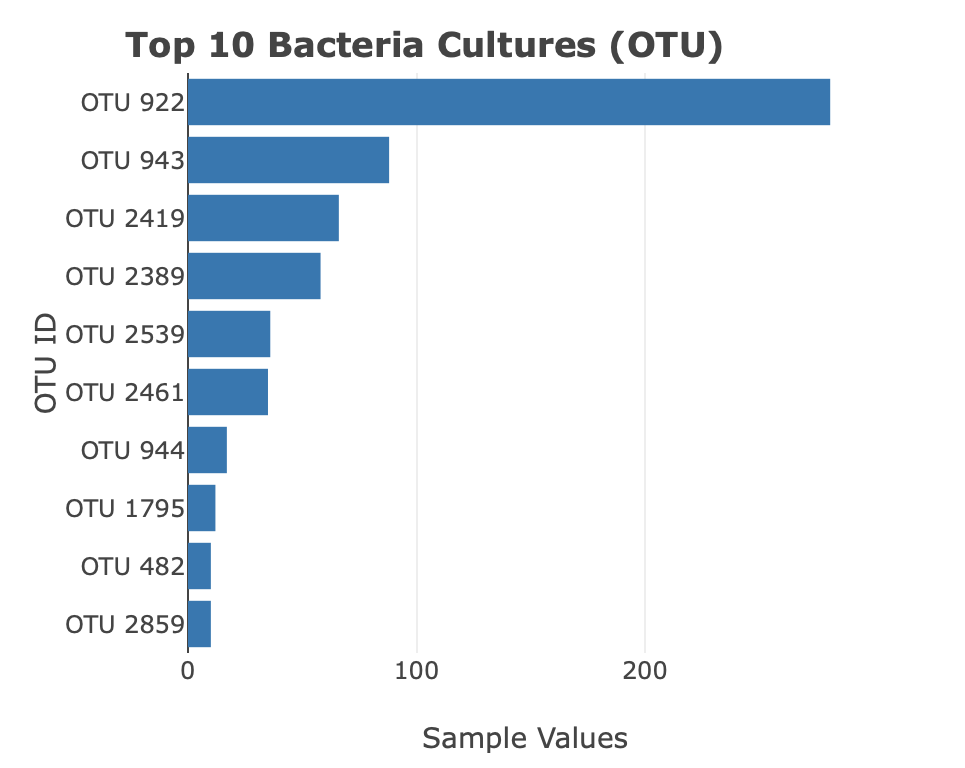 Top 10 Bacteria Cultures (OTU)
OTU ID
OTU 922
OTU 943
OTU 2419
OTU 2389
OTU 2539
OTU 2461
OTU 944
OTU 1795
OTU 482
OTU 2859
0 100 200
Sample Values